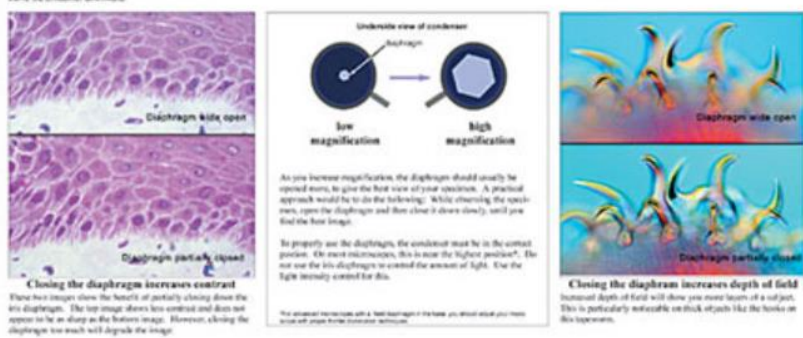 Diaphragm wide open
Diaphragm partially closed
Closing the diaphragm increases contrast
These two images show the benefit of partially closing down the
iris diaphragm. The top image shows less contrast and does not
appear to be as sharp as the bottom image. However, closing the
diaphragm too much will degrade the image.
Underside view of condenser
diaphragm
low
magnification
high
magnification
As you increase magnification, the diaphragm should usually be
opened more, to give the best view of your specimen. A practical
approach would be to do the following: While observing the speci-
men, open the diaphragm and then close it down slowly, until you
find the best image.
To properly use the diaphragm, the condenser must be in the correct
postion. On most microscopes, this is near the highest position*. Do
not use the iris diaphragm to control the amount of light. Use the
light intensity control for this.
Diaphragm wide open
Diaphragm partially closed
Closing the diaphram increases depth of field
Increased depth of field will show you more layers of a subject.
This is particularly noticeable on thick objects like the hooks on
this tapeworm.